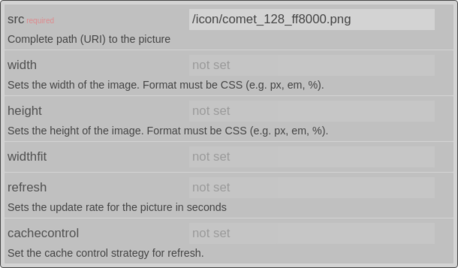 src required /icon/comet_128_ff8000.png
Complete path (URI) to the picture
width not set
Sets the width of the image. Format must be CSS (e.g. px, em, %).
height not set
Sets the height of the image. Format must be CSS (e.g. px, em, %).
widthfit not set
refresh not set
Sets the update rate for the picture in seconds
cachecontrol not set
Set the cache control strategy for refresh.